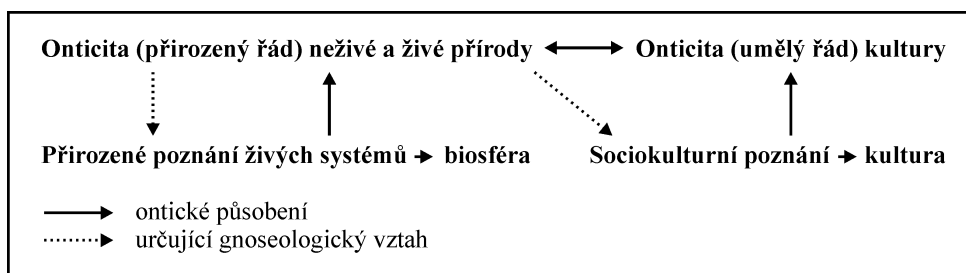 Onticita (přirozený řád) neživé a živé přírody Onticita (umělý řád) kultury
Přirozené poznání živých systémů biosféra Sociokulturní poznání kultura
ontické působení
určující gnoseologický vztah